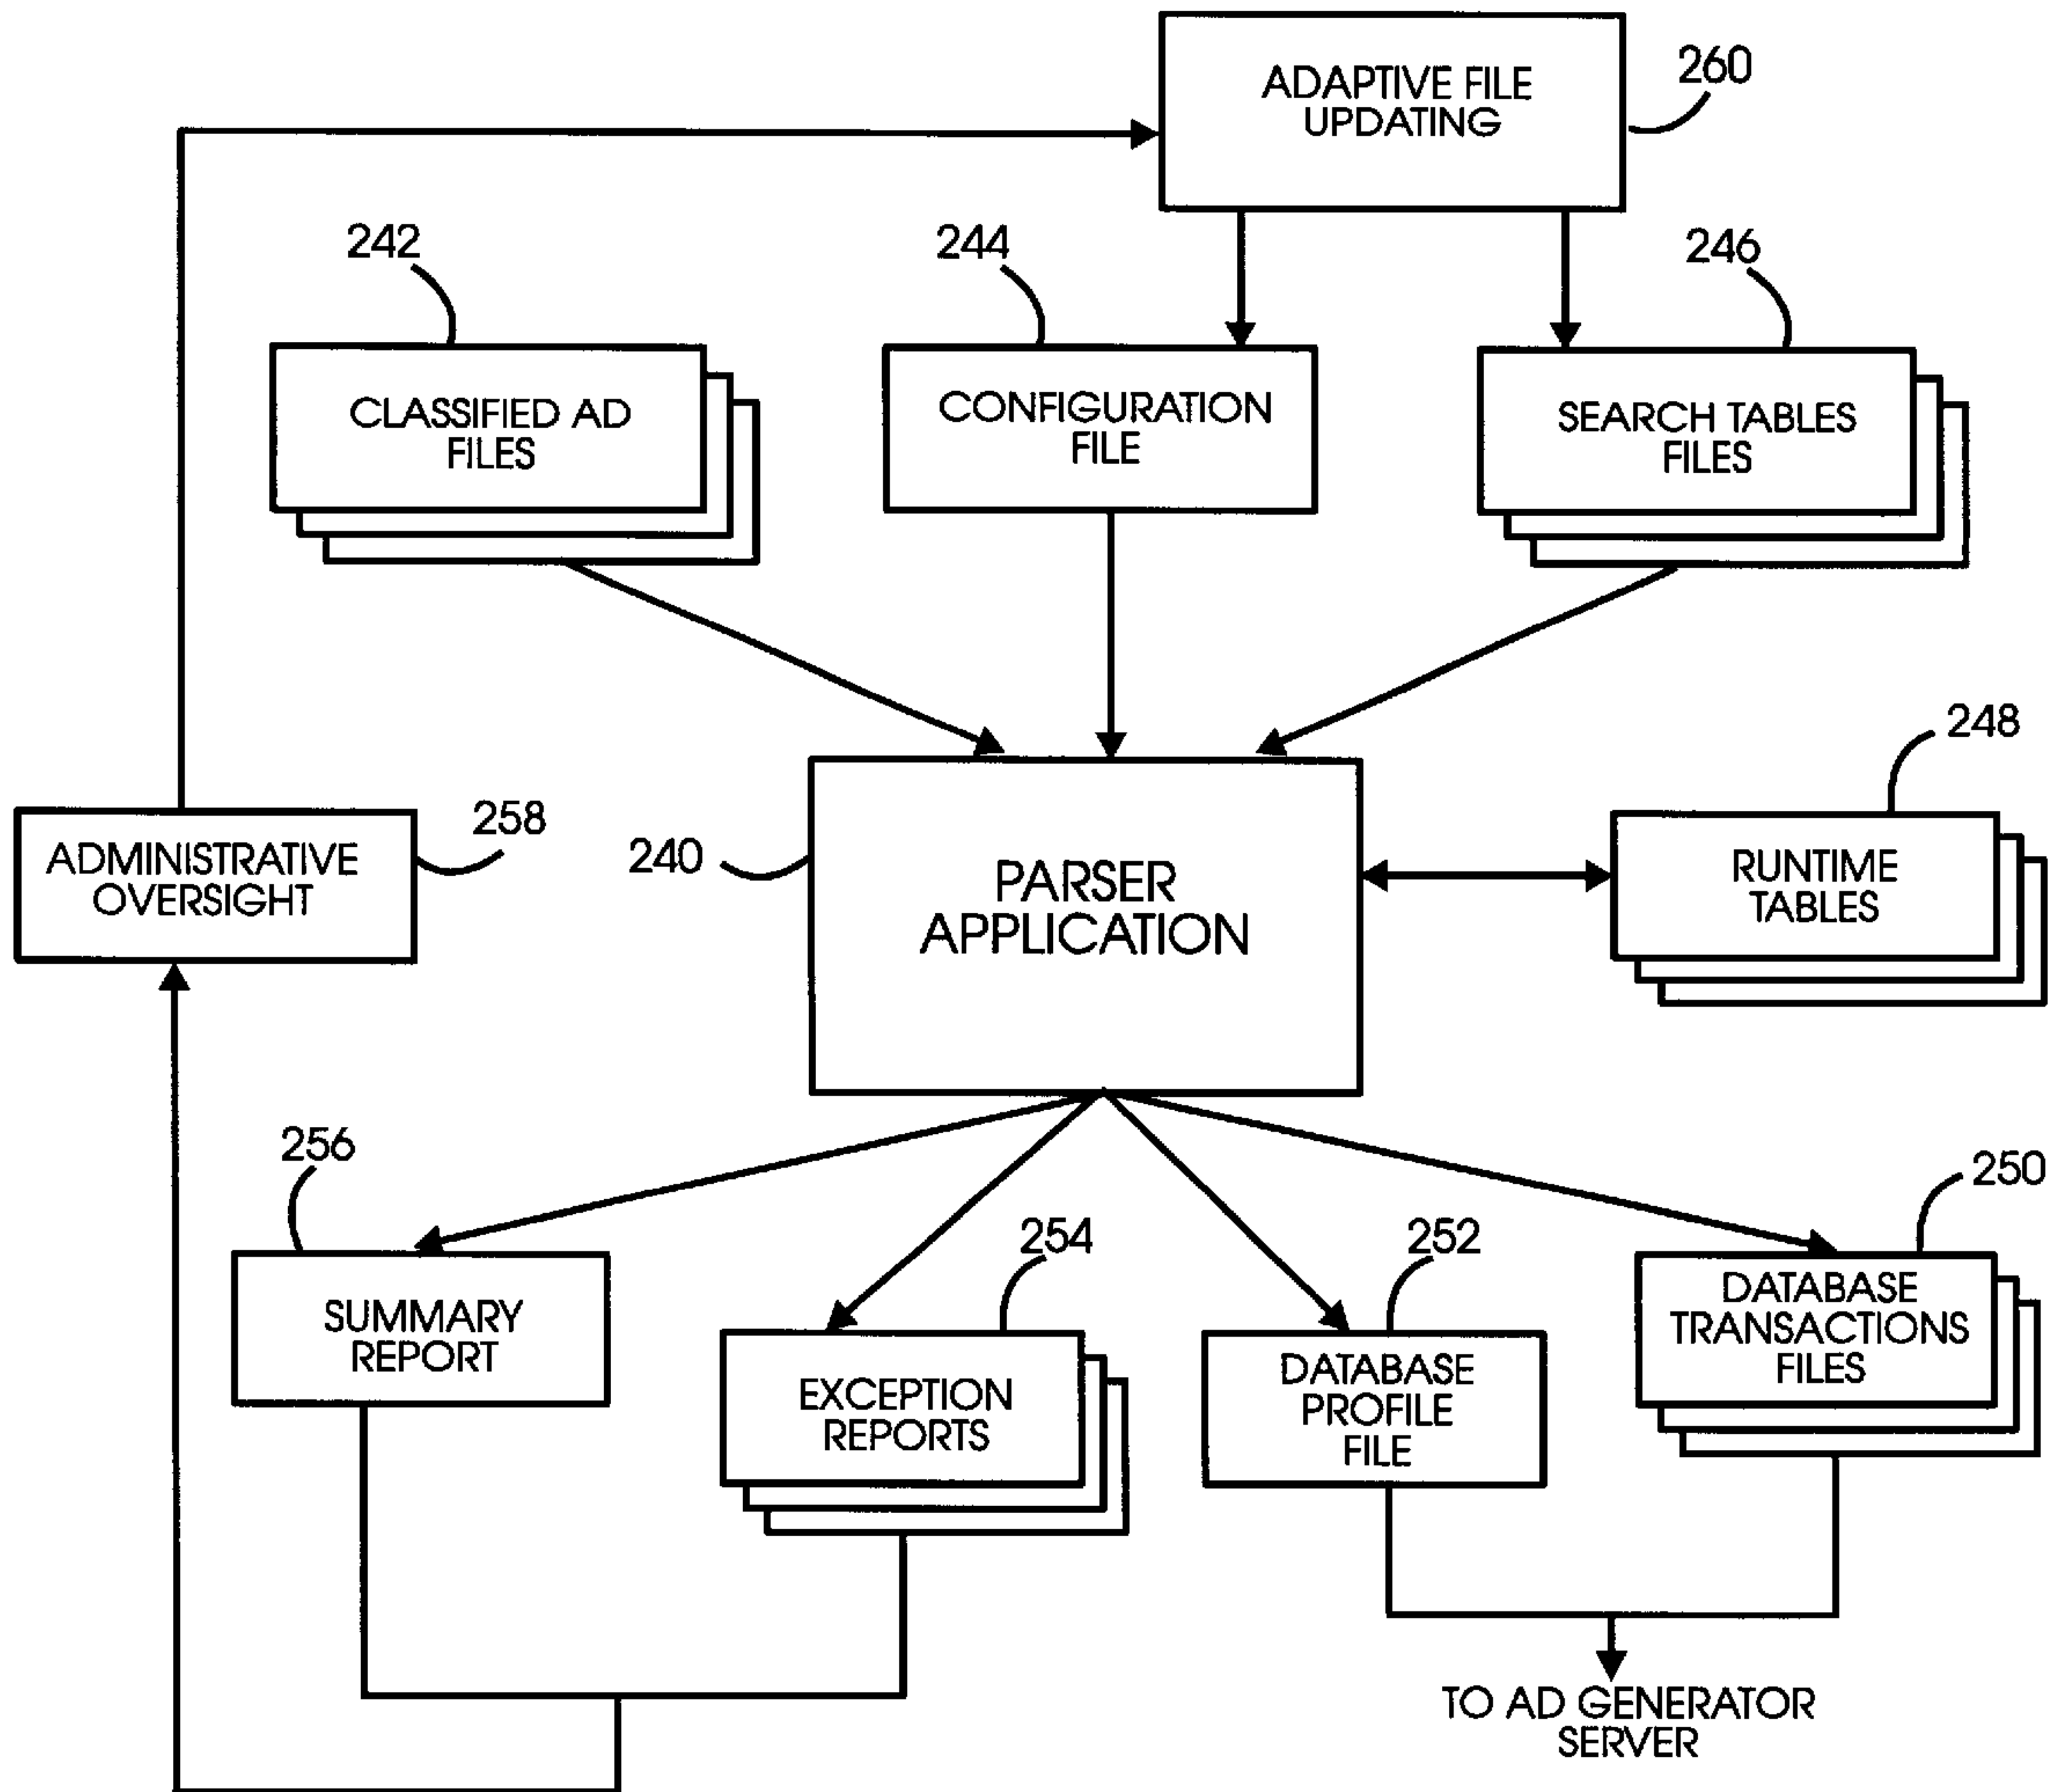 ADAPTIVE FILE
UPDATING
260
242
244
246
CLASSIFIED AD
FILES
CONFIGURATION
FILE
SEARCH TABLES
FILES
248
258
240
ADMINISTRATIVE
OVERSIGHT
PARSER
APPLICATION
RUNTIME
TABLES
256
254
252
250
SUMMARY
REPORT
EXCEPTION
REPORTS
DATABASE
PROFILE
FILE
DATABASE
TRANSACTIONS
FILES
TO AD GENERATOR
SERVER